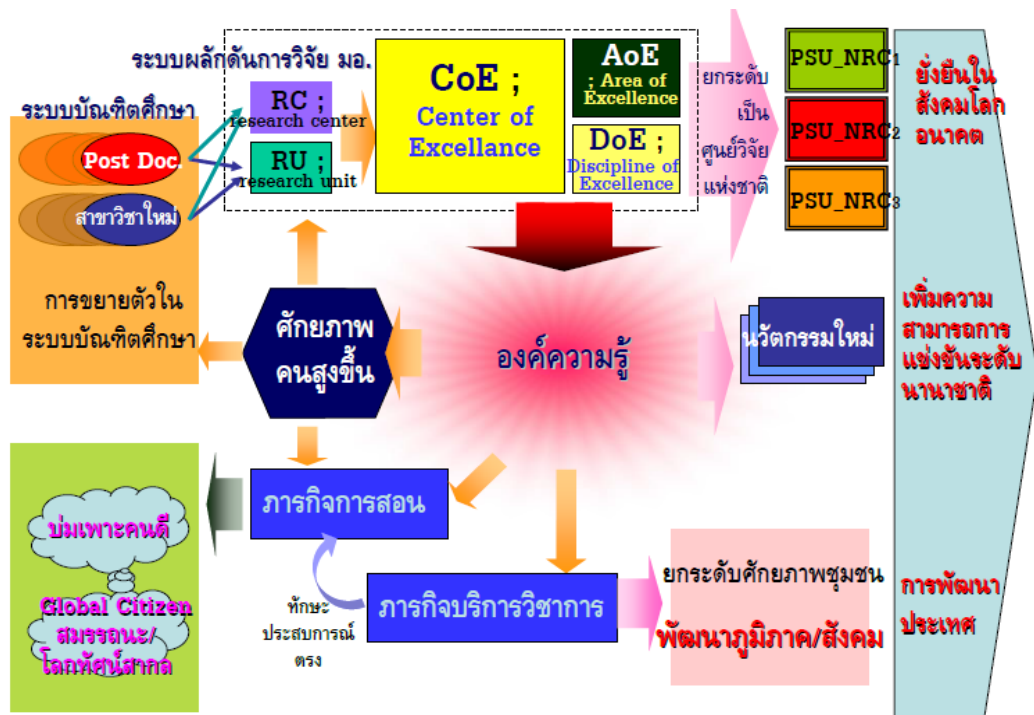 ระบบผลักดันการวิจัย มอ.
ระบบบัณฑิตศึกษา
Post Doc.
สาขาวิชาใหม่
การขยายตัวใน
ระบบบัณฑิตศึกษา
RC ;
research center
RU ;
research unit
CoE ;
Center of
Excellance
AoE
; Area of
Excellence
DoE ;
Discipline of
Excellence
ยกระดับ
เป็น
ศูนย์วิจัย
แห่งชาติ
PSU_NRC1
PSU_NRC2
PSU_NRC3
ยั่งยืนใน
สังคมโลก
อนาคต
ศักยภาพ
คนสูงขึ้น
องค์ความรู้
นวัตกรรมใหม่
เพิ่มความ
สามารถการ
แข่งขันระดับ
นานาชาติ
บ่มเพาะคนดี
Global Citizen
สมรรถนะ/
โลกทัศน์สากล
ภารกิจการสอน
ทักษะ
ประสบการณ์
ตรง
ภารกิจบริการวิชาการ
ยกระดับศักยภาพชุมชน
พัฒนาภูมิภาค/สังคม
การพัฒนา
ประเทศ